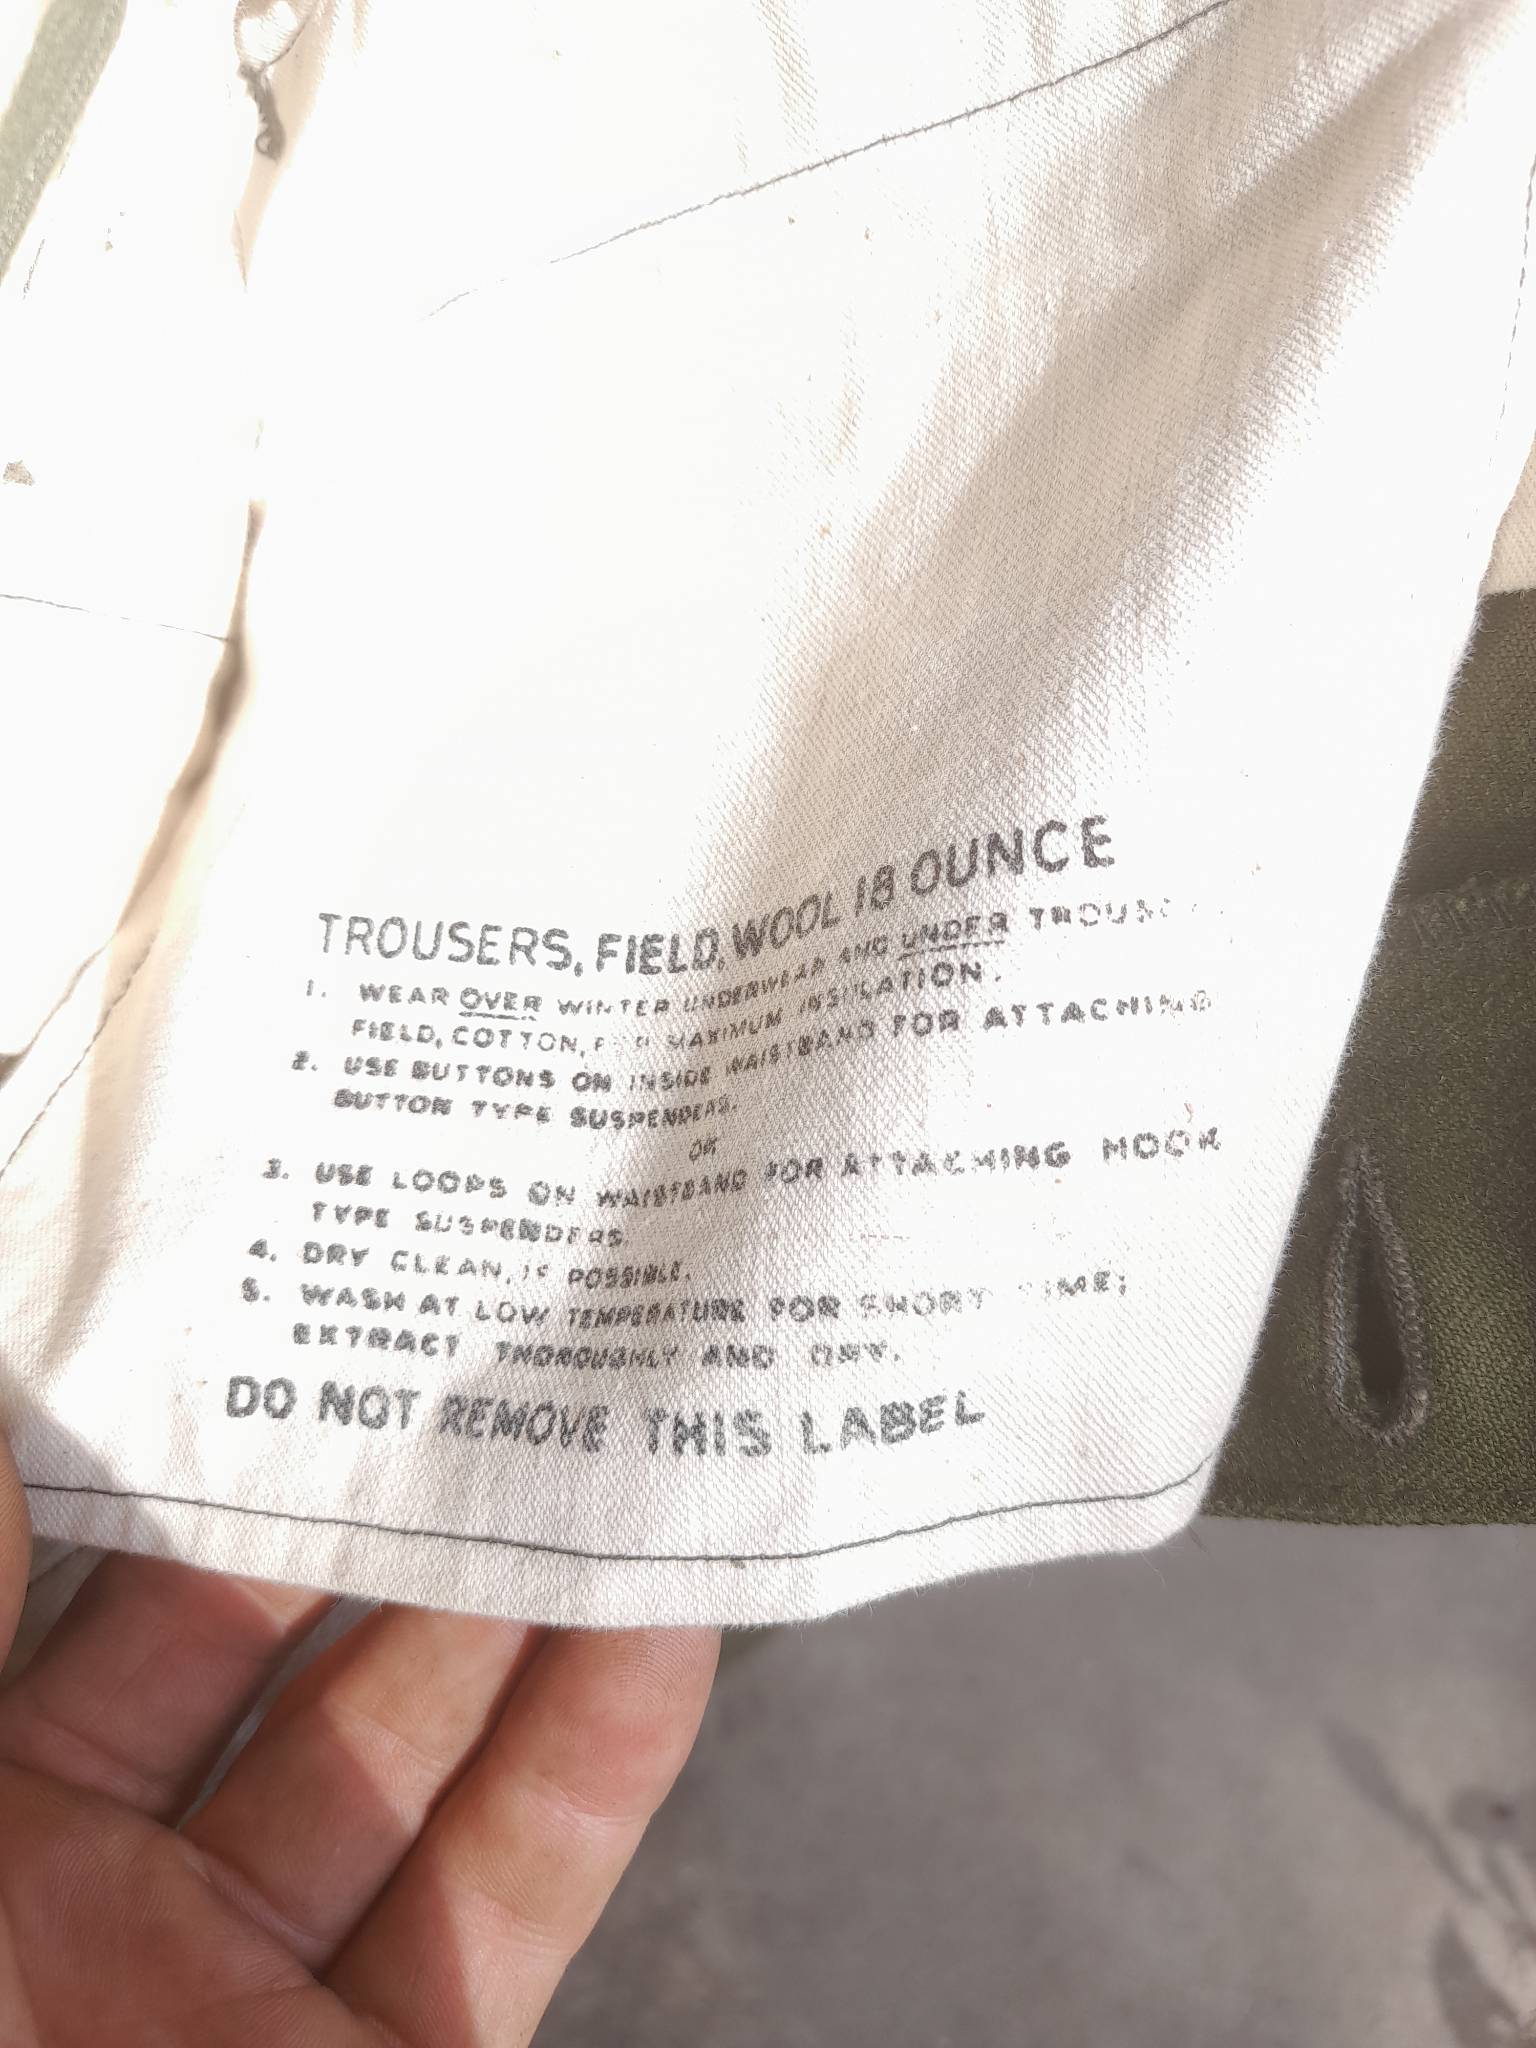 TROUSERS, FIELD, WOOL 18 OUNCE
1. WEAR OVER WINTER UNDERWEAR AND UNDER
FIELD, COTTON, FOR MAXIMUM INSULATION.
2. USE BUTTONS ON INSIDE WAISTBAND FOR ATTACHING
BUTTON TYPE SUSPENDERS.
OR
3. USE LOOPS ON WAISTBAND FOR ATTACHING HOOK
TYPE SUSPENDERS.
4. DRY CLEAN, IF POSSIBLE.
5. WASH AT LOW TEMPERATURE FOR SHORT TIME;
EXTRACT THOROUGHLY AND DRY.
DO NOT REMOVE THIS LABEL